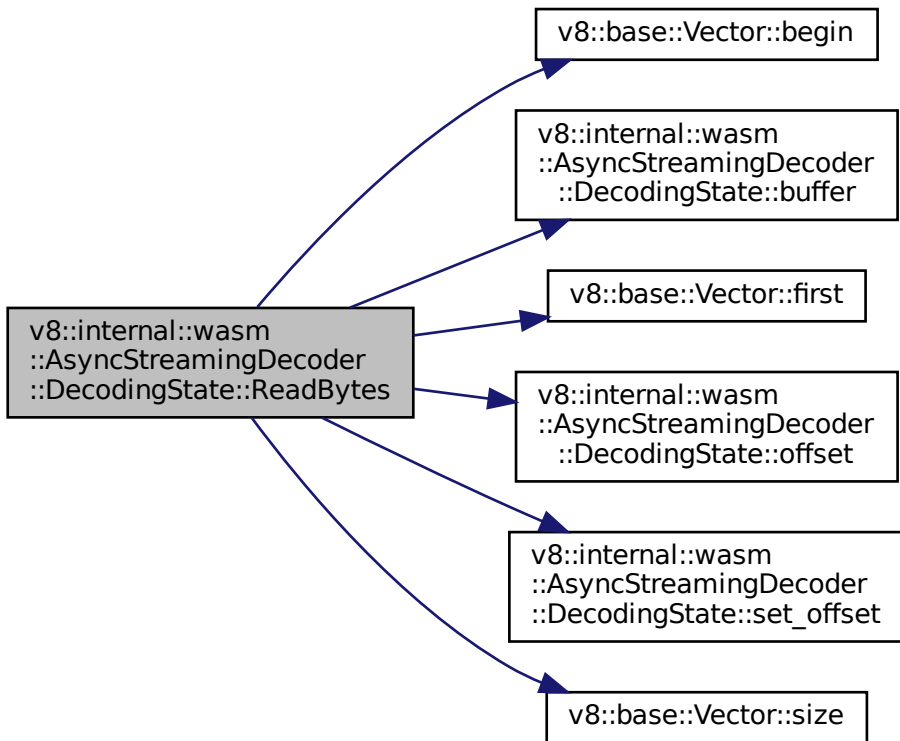 v8::internal::wasm
::AsyncStreamingDecoder
::DecodingState::ReadBytes
v8::base::Vector::begin
v8::internal::wasm
::AsyncStreamingDecoder
::DecodingState::buffer
v8::base::Vector::first
v8::internal::wasm
::AsyncStreamingDecoder
::DecodingState::offset
v8::internal::wasm
::AsyncStreamingDecoder
::DecodingState::set_offset
v8::base::Vector::size